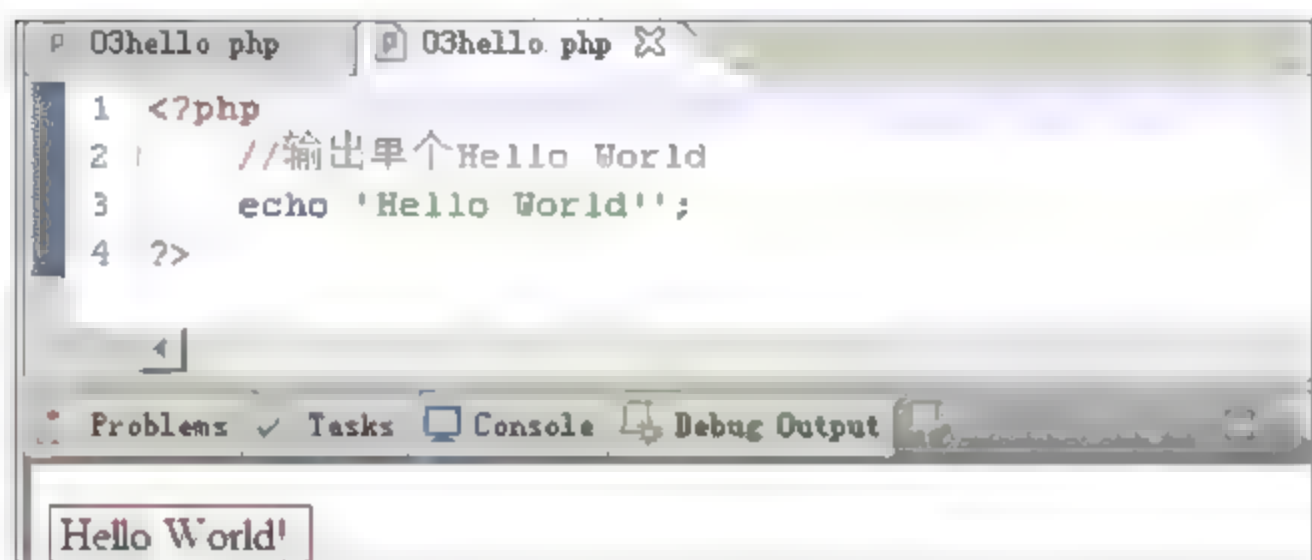 03hello php
03hello php
1 <?php
2 //输出单个Hello World
3 echo 'Hello World'';
4 ?>
Problems Tasks Console Debug Output
Hello World!